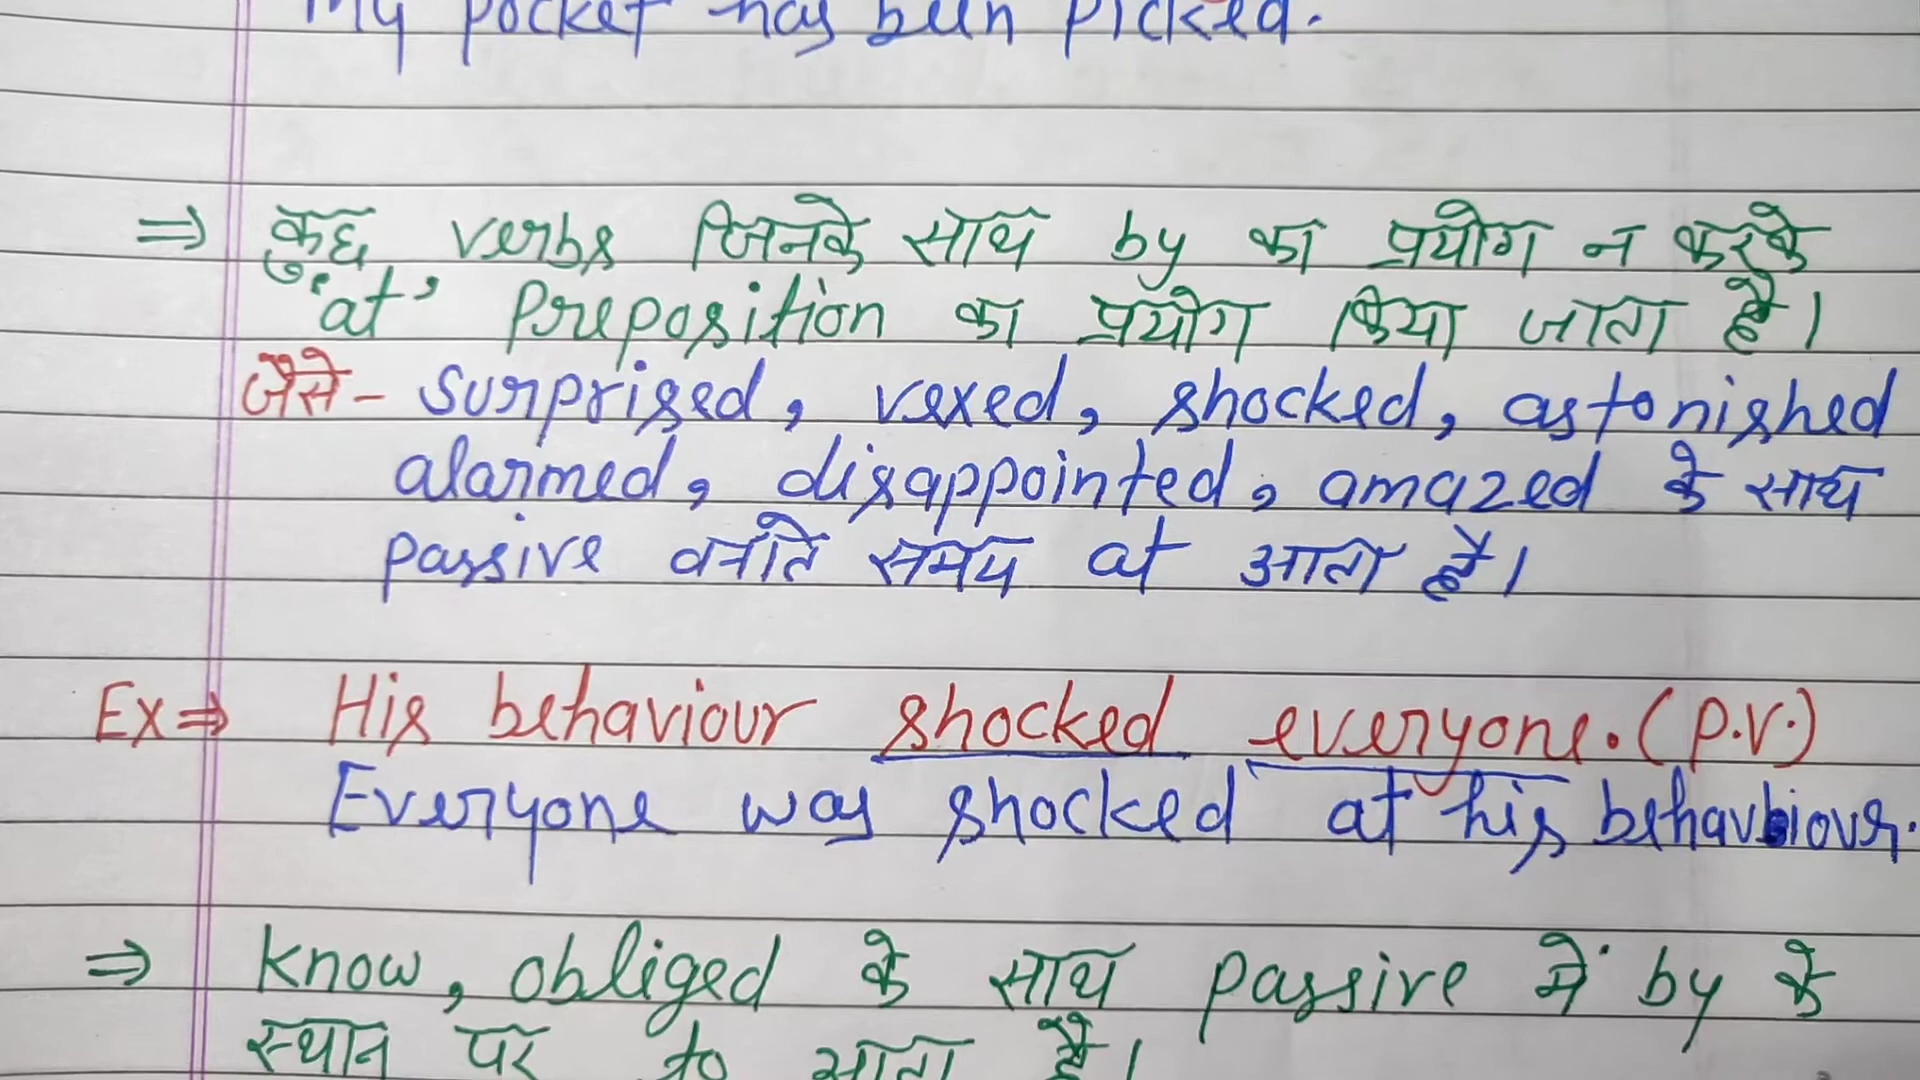 My pocket has been picked.
⇒ कुछ verbs जिनके साथ by का प्रयोग न करके
'at' Preposition का प्रयोग किया जाता है।
जैसे - surprised, vexed, shocked, astonished
alarmed, disappointed, amazed के साथ
passive बनाते समय at आता है।
Ex ⇒ His behaviour shocked everyone. (P.V.)
Everyone was shocked at his behaviour.
⇒ know, obliged के साथ passive में by के
स्थान पर to आता है।